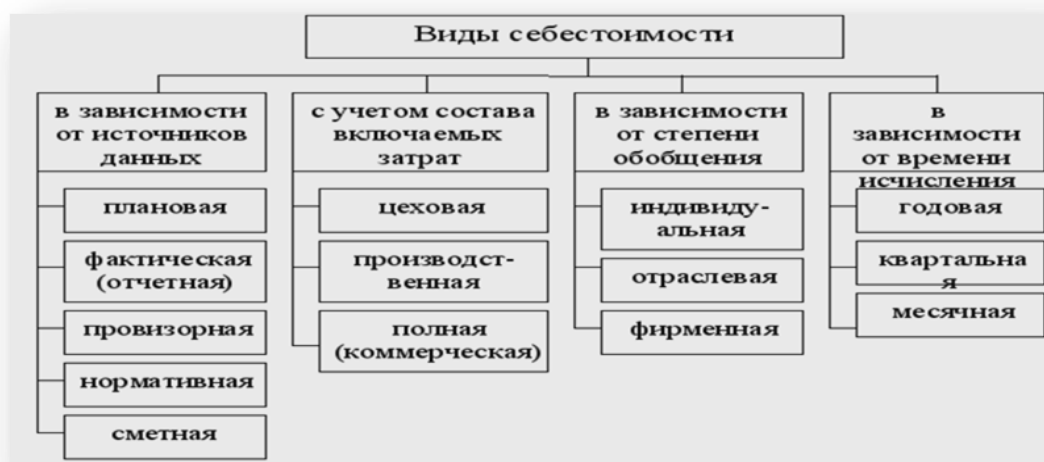 Виды себестоимости
в зависимости
от источников
данных
плановая
фактическая
(отчетная)
провизорная
нормативная
сметная
с учетом состава
включаемых
затрат
цеховая
производст-
венная
полная
(коммерческая)
в зависимости
от степени
обобщения
индивиду-
альная
отраслевая
фирменная
в
зависимости
от времени
исчисления
годовая
квартальна
я
месячная